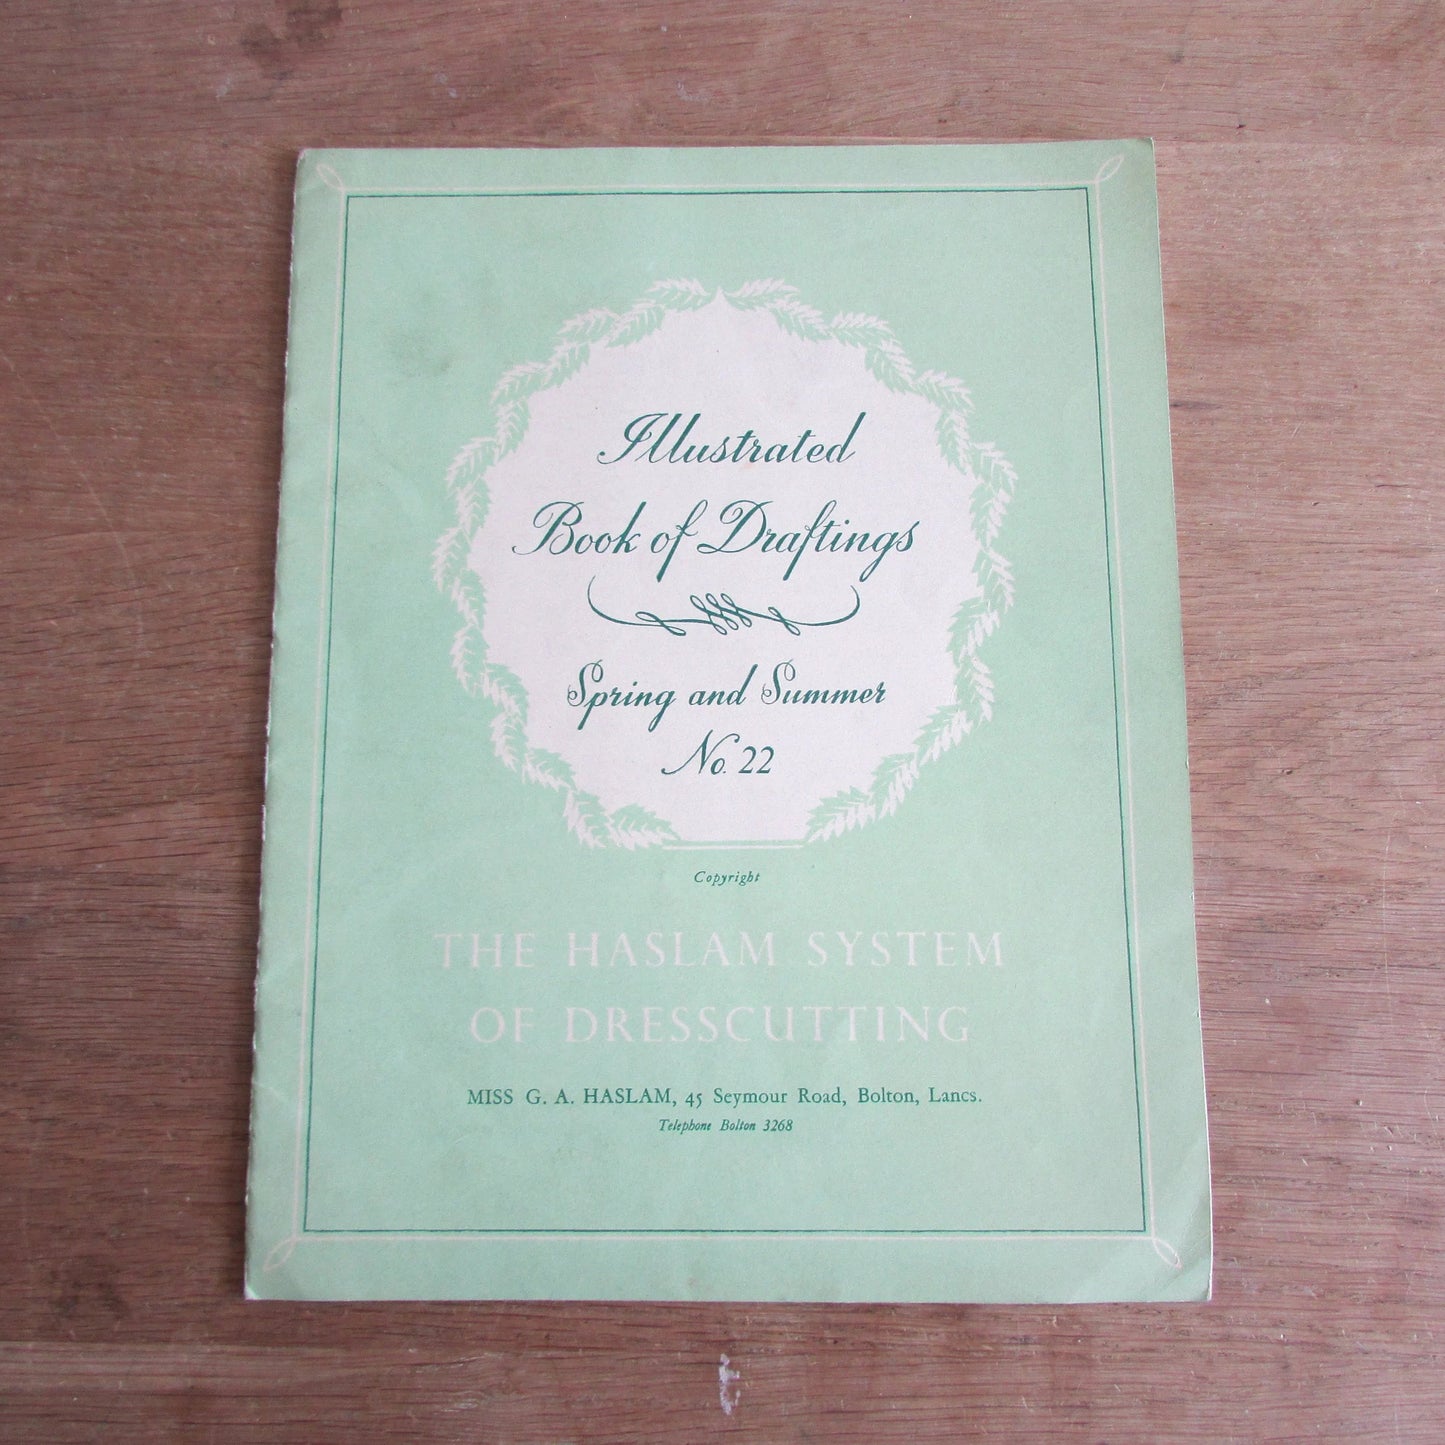 Illustrated
Book of Draftings
Spring and Summer
No. 22
Copyright
THE HASLAM SYSTEM
OF DRESSCUTTING
MISS G. A. HASLAM, 45 Seymour Road, Bolton, Lancs.
Telephone Bolton 3268